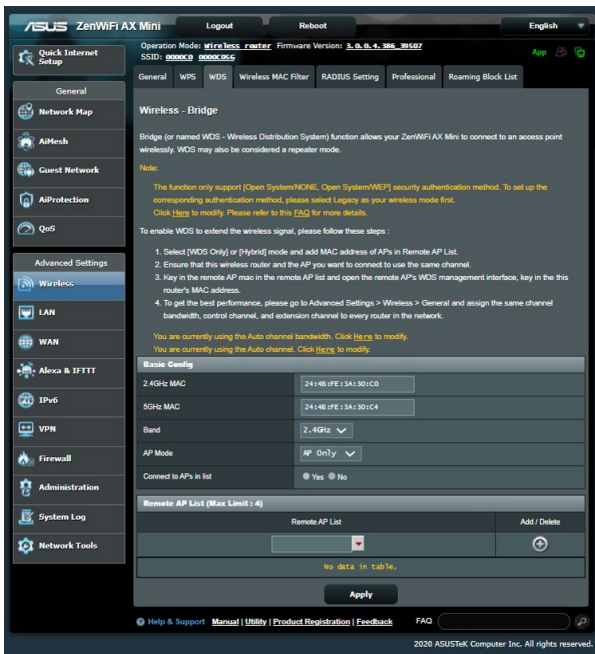 ASUS ZenWiFi AX Mini
Logout
Reboot
English
Quick Internet
Setup
Operation Mode: Wireless router Firmware Version: 3.0.0.4.386_39507
SSID: 0000C0 0000C05G
App
General
WPS
WDS
Wireless MAC Filter
RADIUS Setting
Professional
Roaming Block List
General
Network Map
AiMesh
Guest Network
AiProtection
QoS
Advanced Settings
Wireless
LAN
WAN
Alexa & IFTTT
IPv6
VPN
Firewall
Administration
System Log
Network Tools
Wireless - Bridge
Bridge (or named WDS - Wireless Distribution System) function allows your ZenWiFi AX Mini to connect to an access point
wirelessly. WDS may also be considered a repeater mode.
Note:
The function only support [Open System/NONE, Open System/WEP] security authentication method. To set up the
corresponding authentication method, please select Legacy as your wireless mode
first.
Click Here to modify. Please refer to this FAQ for more details.
To enable WDS to extend the wireless signal, please follow these steps :
1. Select [WDS Only] or [Hybrid] mode and add MAC address of APs in Remote AP
List.
2. Ensure that this wireless router and the AP you want to connect to use the same
channel.
3. Key in the remote AP mac in the remote AP list and open the remote AP's WDS management interface, key in the this
router's MAC address.
4. To get the best performance, please go to Advanced Settings > Wireless > General and assign the same channel
bandwidth, control channel, and extension channel to every router in the network.
You are currently using the Auto channel bandwidth. Click Here to modify.
You are currently using the Auto channel. Click Here to modify.
Basic Config
2.4GHz MAC
24:4B:FE:3A:30:C0
5GHz MAC
24:4B:FE:3A:30:C4
Band
2.4GHz
AP Mode
AP Only
Connect to APs in list
Yes No
Remote AP List (Max Limit : 4)
Remote AP List
Add / Delete
No data in table.
Apply
Help & Support Manual | Utility | Product Registration | Feedback FAQ
2020 ASUSTeK Computer Inc. All rights reserved.